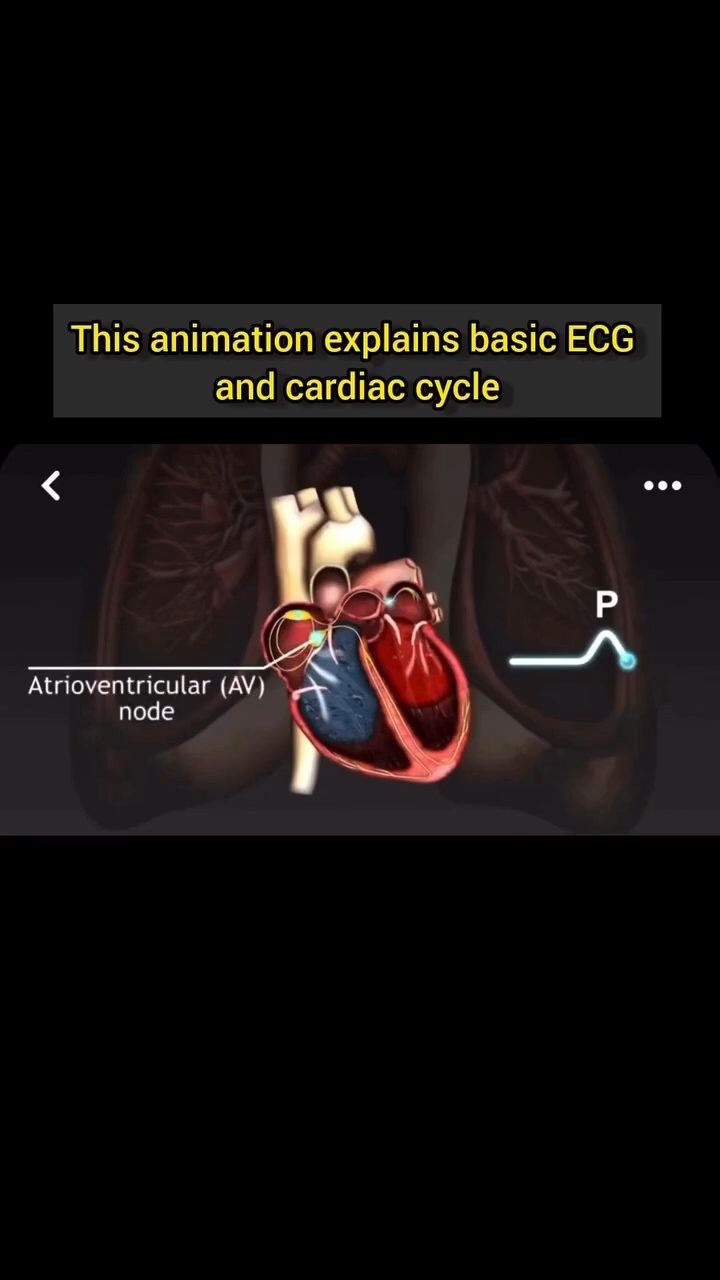 This animation explains basic ECG
and cardiac cycle
P
Atrioventricular (AV)
node